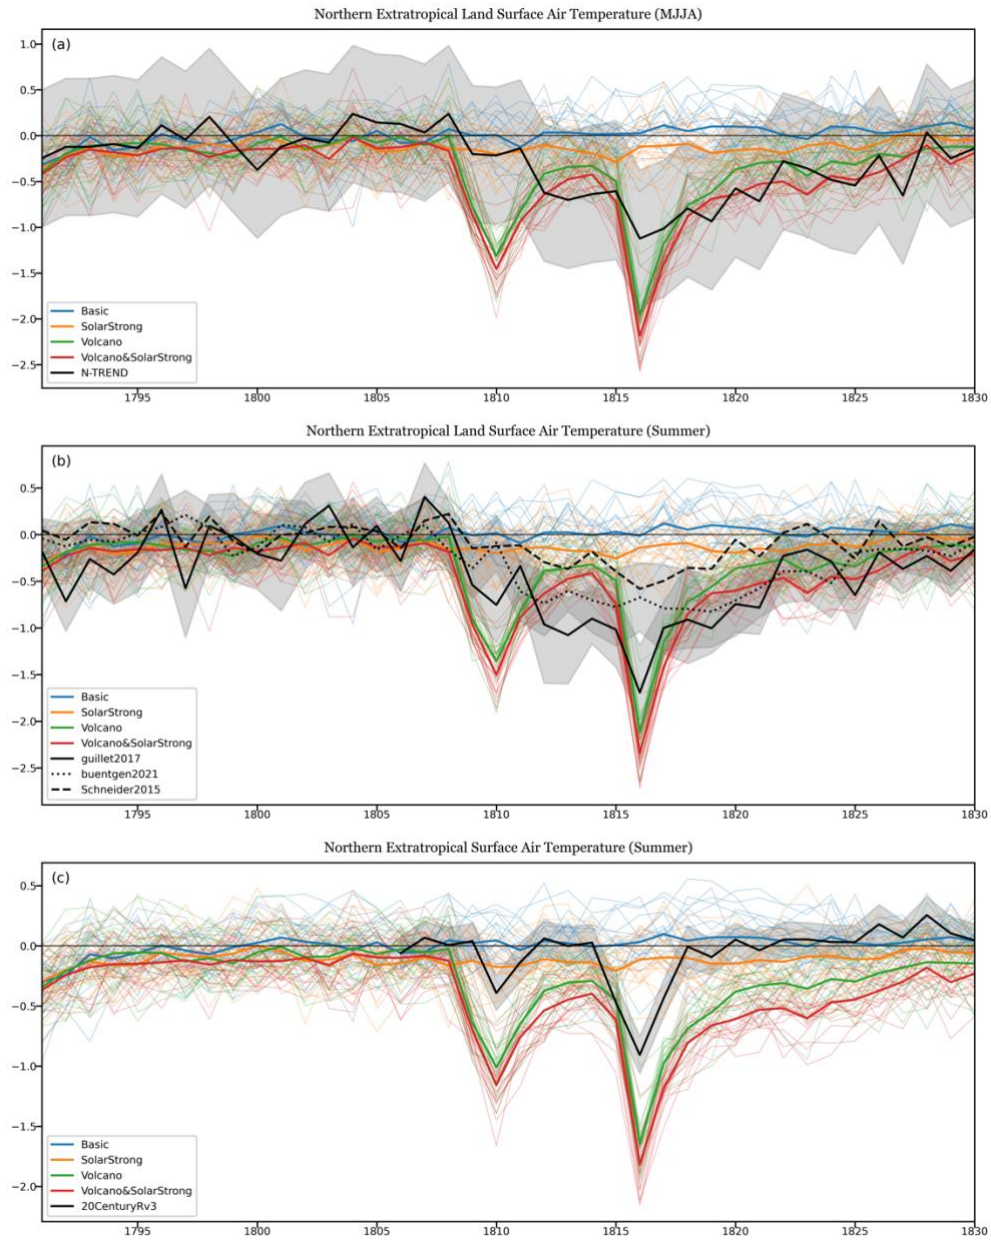 Northern Extratropical Land Surface Air Temperature (MJJA)
(a)
1.0
0.5
0.0
−0.5
−1.0
−1.5
−2.0
−2.5
Basic
SolarStrong
Volcano
Volcano&SolarStrong
N-TREND
1795 1800 1805 1810 1815 1820 1825 1830
Northern Extratropical Land Surface Air Temperature (Summer)
(b)
0.5
0.0
−0.5
−1.0
−1.5
−2.0
−2.5
Basic
SolarStrong
Volcano
Volcano&SolarStrong
guillet2017
buentgen2021
Schneider2015
1795 1800 1805 1810 1815 1820 1825 1830
Northern Extratropical Surface Air Temperature (Summer)
(c)
0.5
0.0
−0.5
−1.0
−1.5
−2.0
Basic
SolarStrong
Volcano
Volcano&SolarStrong
20CenturyRv3
1795 1800 1805 1810 1815 1820 1825 1830